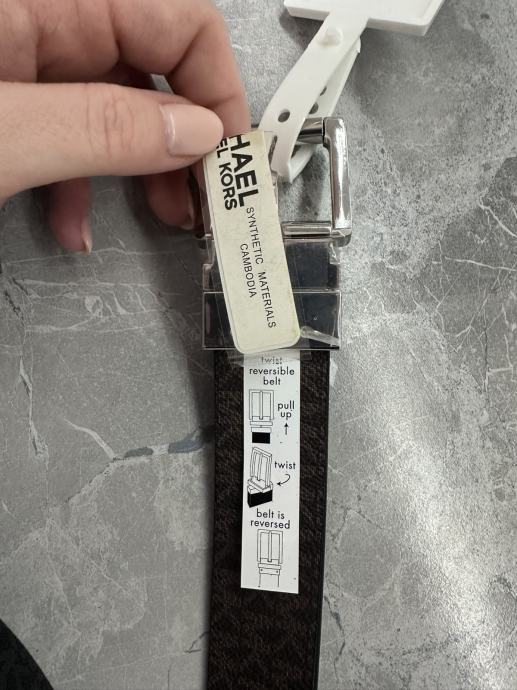 HAEL
EL KORS
SYNTHETIC MATERIALS
CAMBODIA
twist
reversible
belt
pull
up
twist
belt is
reversed